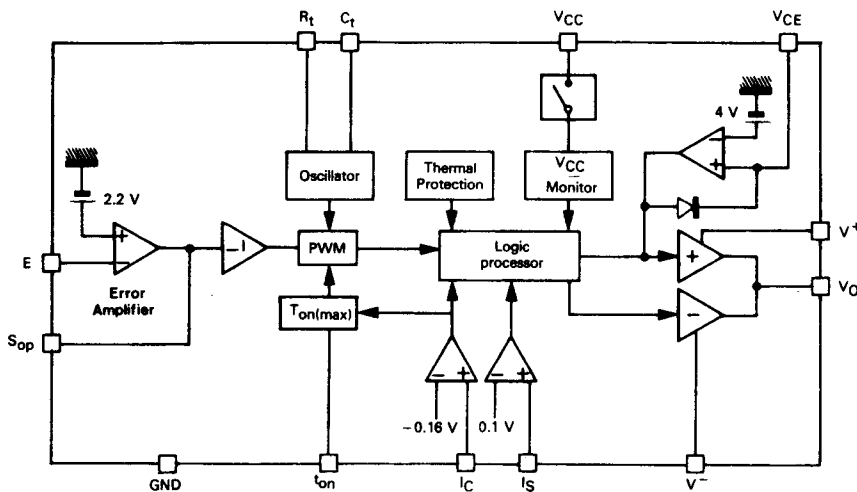 Rt Ct VCC VCE
4 V
−
+
Oscillator
Thermal
Protection
VCC
Monitor
2.2 V
+
−
Error
Amplifier
E
− 1
PWM
Logic
processor
+
−
V+
VO
Ton(max)
Sop
− +
− +
−0.16 V
0.1 V
GND ton IC IS V−